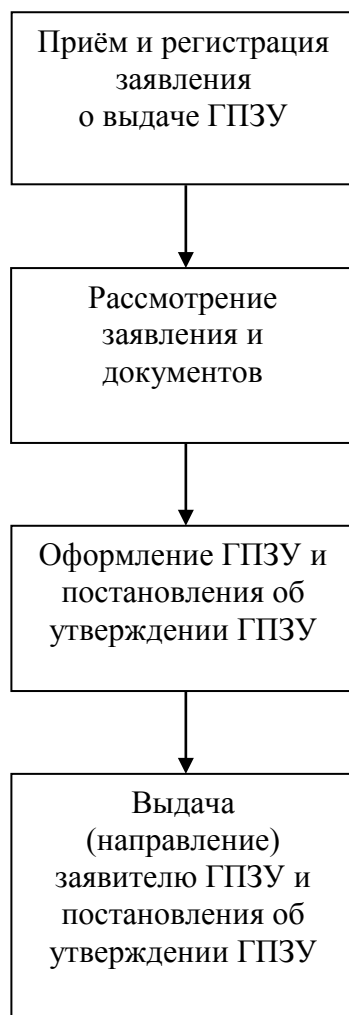 Приём и регистрация
заявления
о выдаче ГПЗУ
Рассмотрение
заявления и
документов
Оформление ГПЗУ и
постановления об
утверждении ГПЗУ
Выдача
(направление)
заявителю ГПЗУ и
постановления об
утверждении ГПЗУ